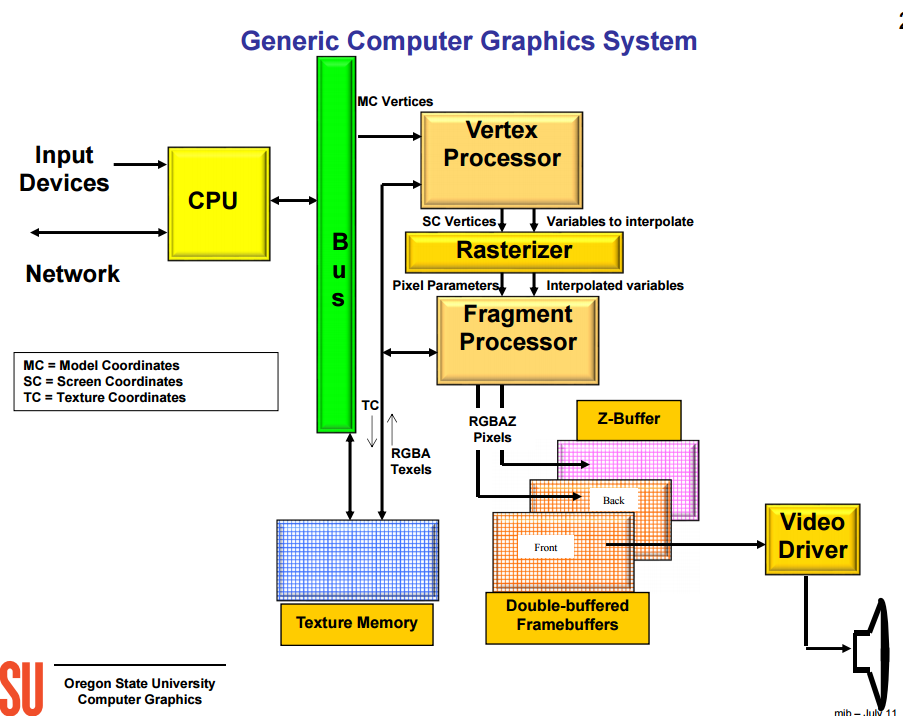 2
Generic Computer Graphics System
MC Vertices
Vertex
Processor
Input
Devices
CPU
B
u
s
SC Vertices
Variables to interpolate
Rasterizer
Network
Pixel Parameters
Interpolated variables
Fragment
Processor
MC = Model Coordinates
SC = Screen Coordinates
TC = Texture Coordinates
TC
RGBA
Texels
RGBAZ
Pixels
Z-Buffer
Back
Front
Video
Driver
Texture Memory
Double-buffered
Framebuffers
SU
Oregon State University
Computer Graphics
mjb – July 11